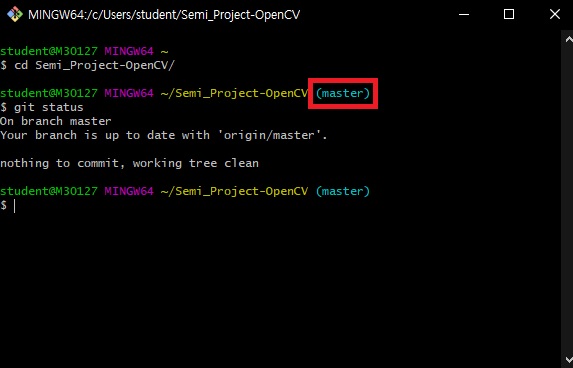 MINGW64:/c/Users/student/Semi_Project-OpenCV
student@M30127 MINGW64 ~
$ cd Semi_Project-OpenCV/
student@M30127 MINGW64 ~/Semi_Project-OpenCV (master)
$ git status
On branch master
Your branch is up to date with 'origin/master'.
nothing to commit, working tree clean
student@M30127 MINGW64 ~/Semi_Project-OpenCV (master)
$